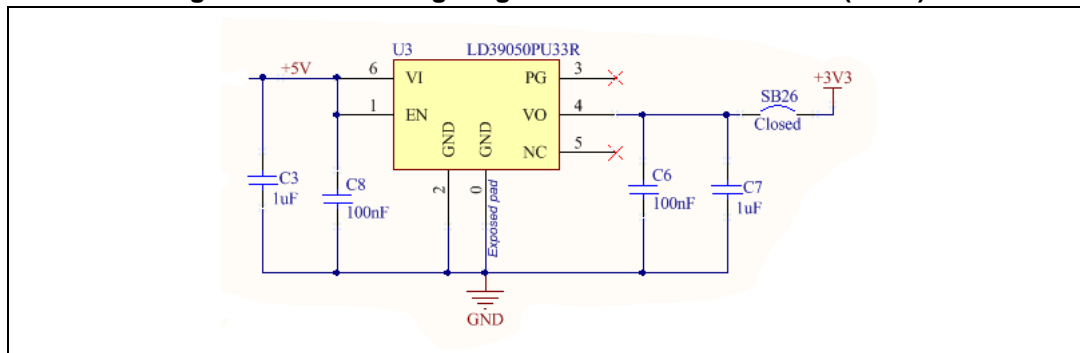 U3 LD39050PU33R
+5V 6 VI PG 3
+3V3
1 EN VO 4 SB26
Closed
GND GND NC 5
C3
1uF
C8
100nF
2 0 Exposed pad
C6
100nF
C7
1uF
GND